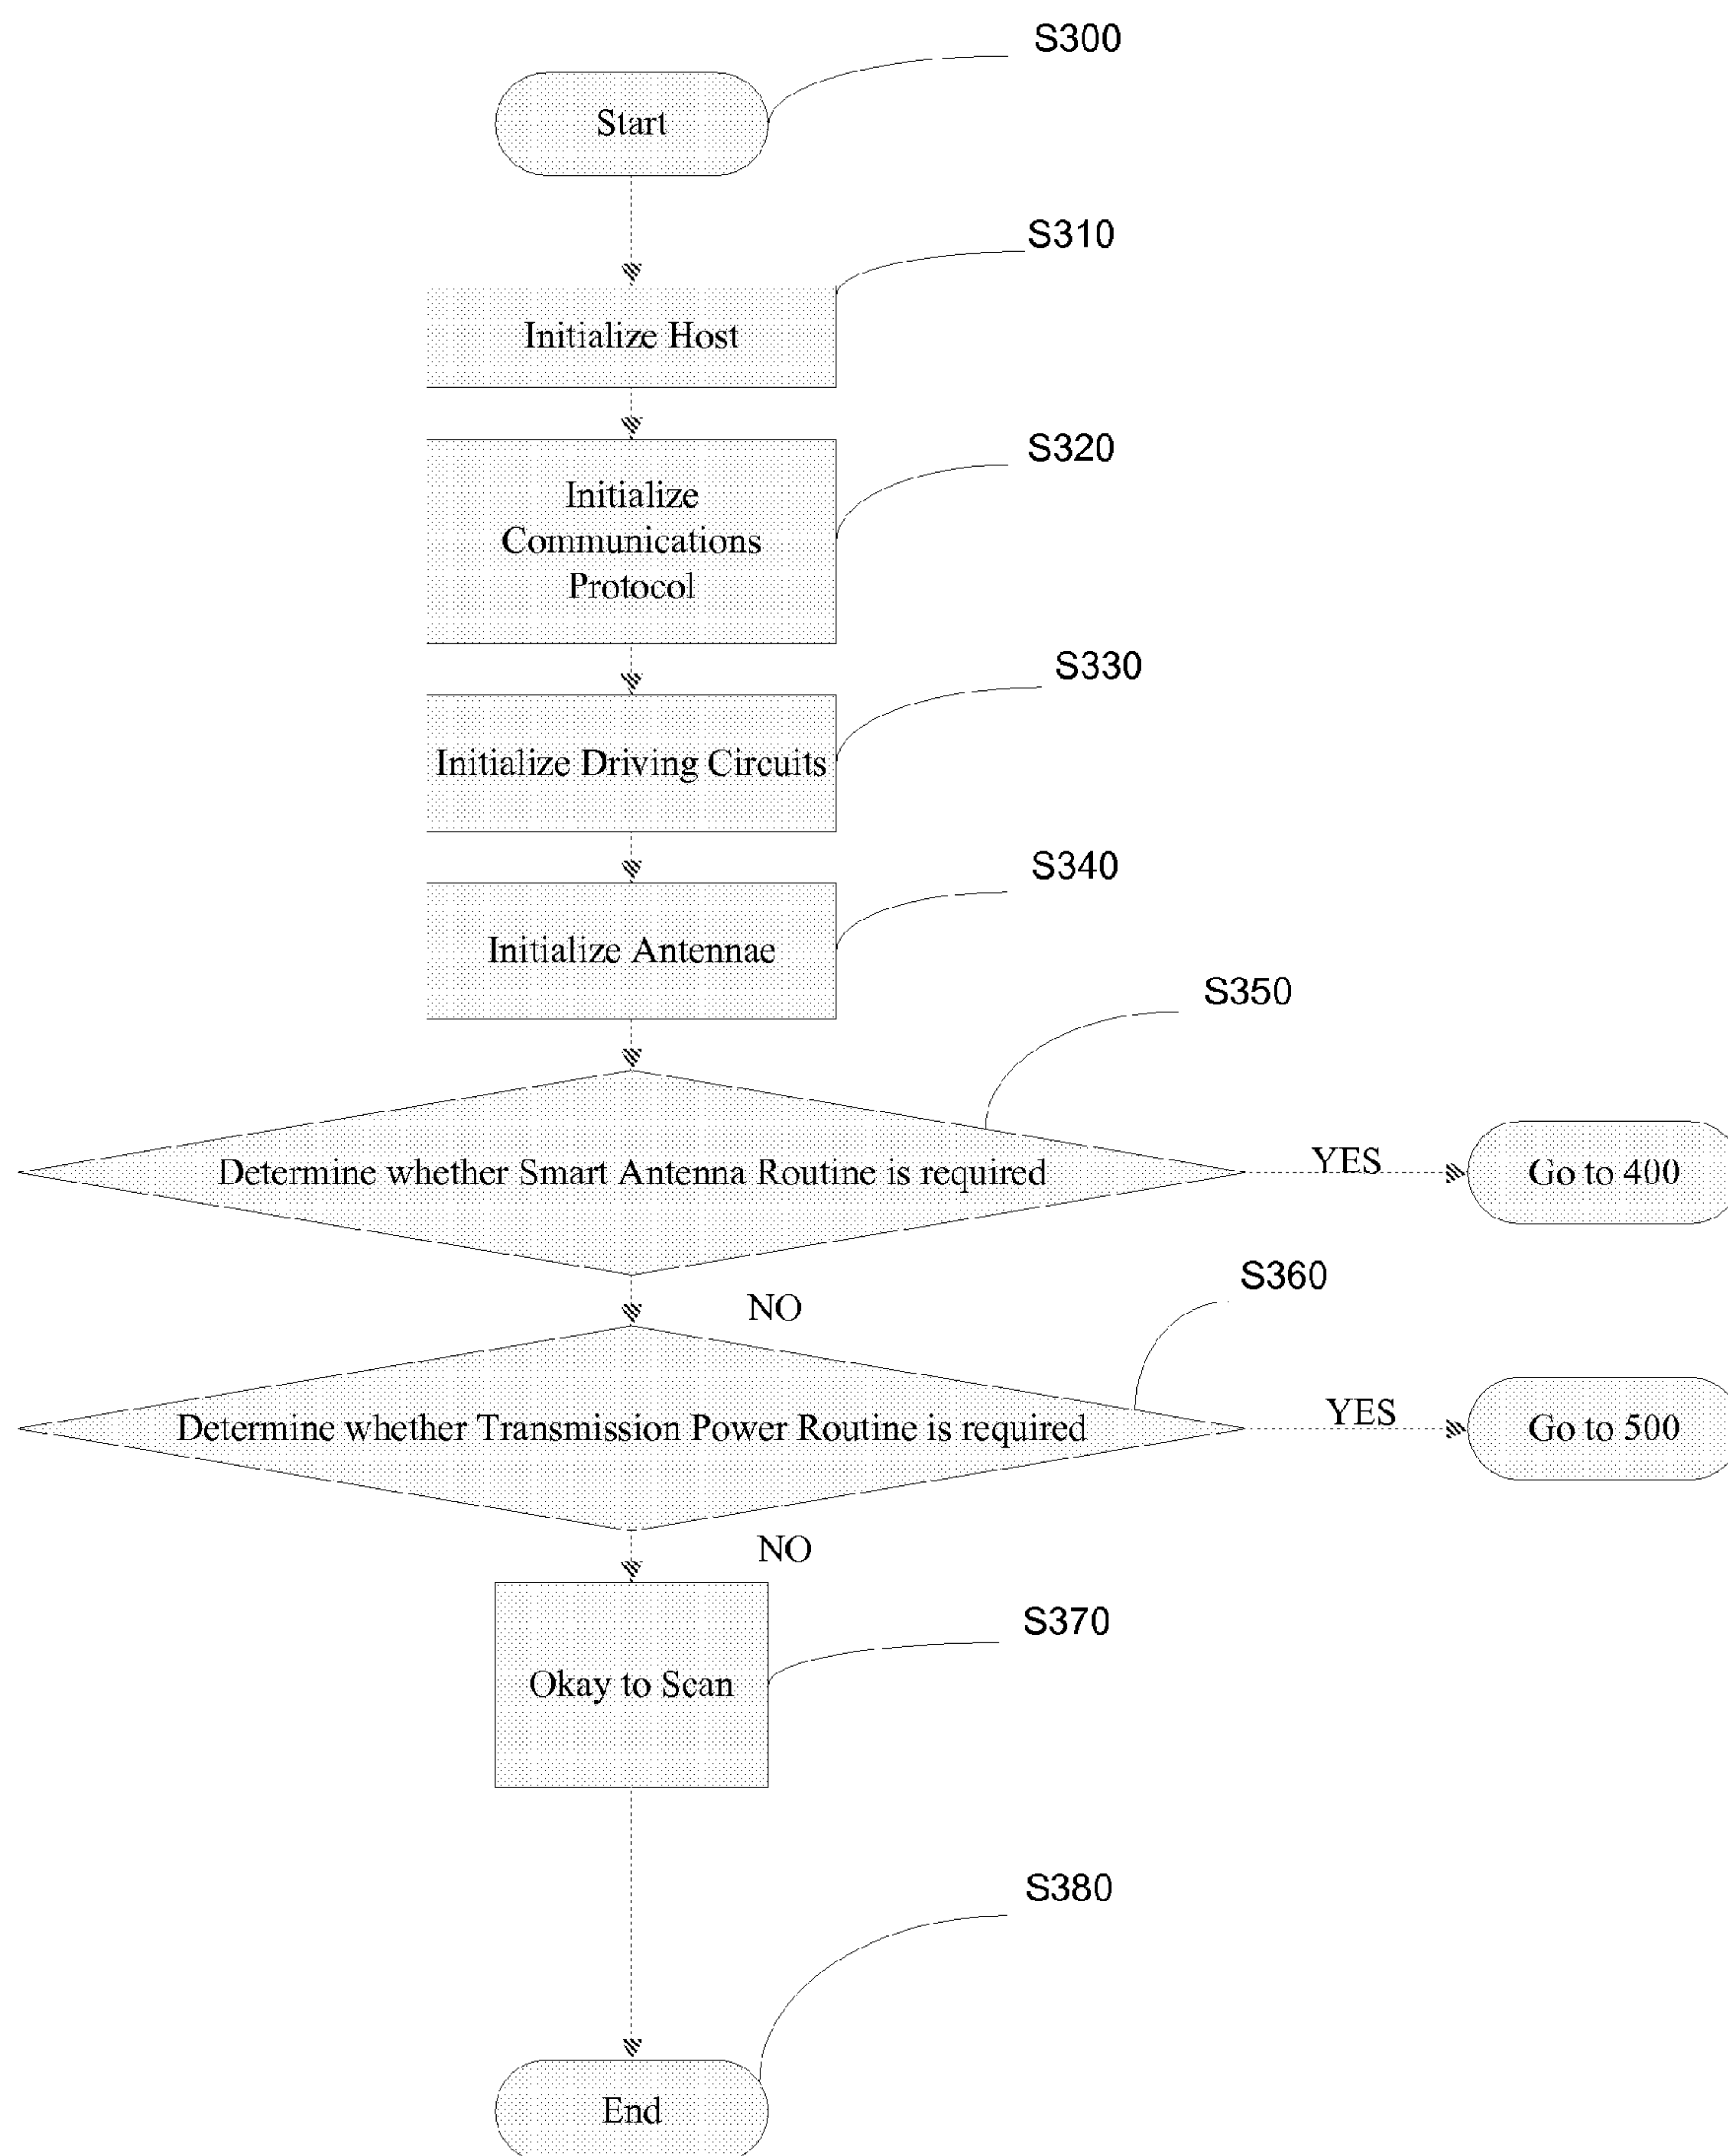 S300
Start
S310
Initialize Host
S320
Initialize
Communications
Protocol
S330
Initialize Driving Circuits
S340
Initialize Antennae
S350
Determine whether Smart Antenna Routine is required
YES
Go to 400
NO
S360
Determine whether Transmission Power Routine is required
YES
Go to 500
NO
S370
Okay to Scan
S380
End